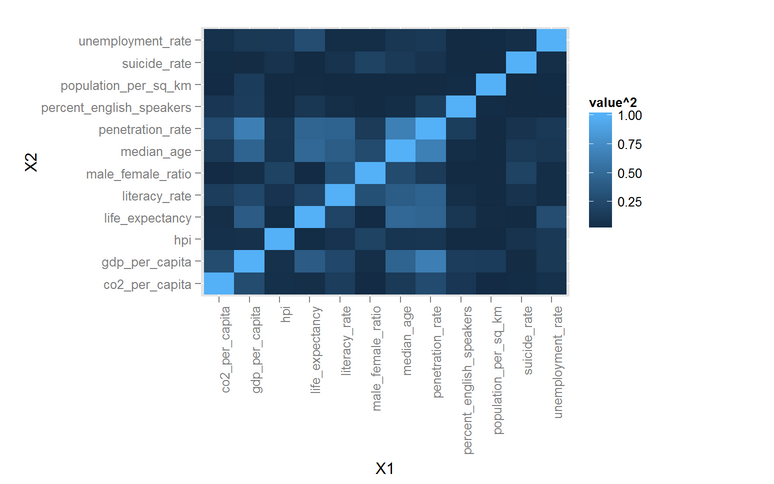 unemployment_rate
suicide_rate
population_per_sq_km
percent_english_speakers
penetration_rate
median_age
male_female_ratio
literacy_rate
life_expectancy
hpi
gdp_per_capita
co2_per_capita
X2
co2_per_capita
gdp_per_capita
hpi
life_expectancy
literacy_rate
male_female_ratio
median_age
penetration_rate
percent_english_speakers
population_per_sq_km
suicide_rate
unemployment_rate
X1
value^2
1.00
0.75
0.50
0.25